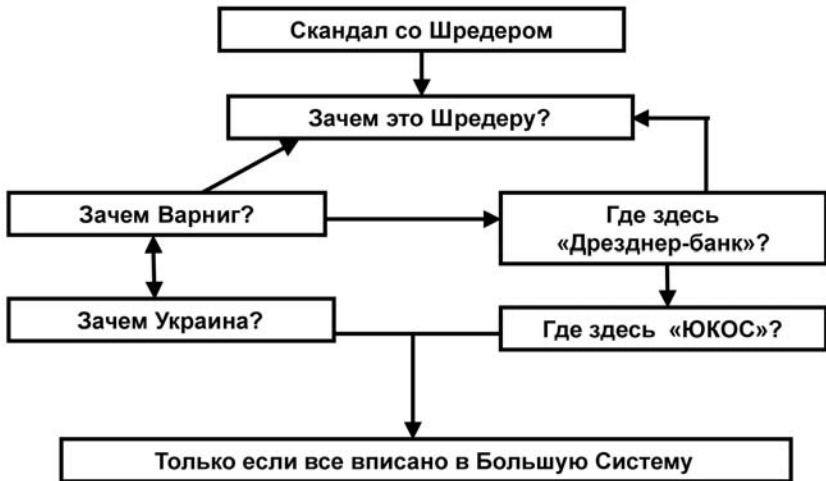 Скандал со Шредером
Зачем это Шредеру?
Зачем Варниг?
Где здесь
«Дрезднер-банк»?
Зачем Украина?
Где здесь «ЮКОС»?
Только если все вписано в Большую Систему